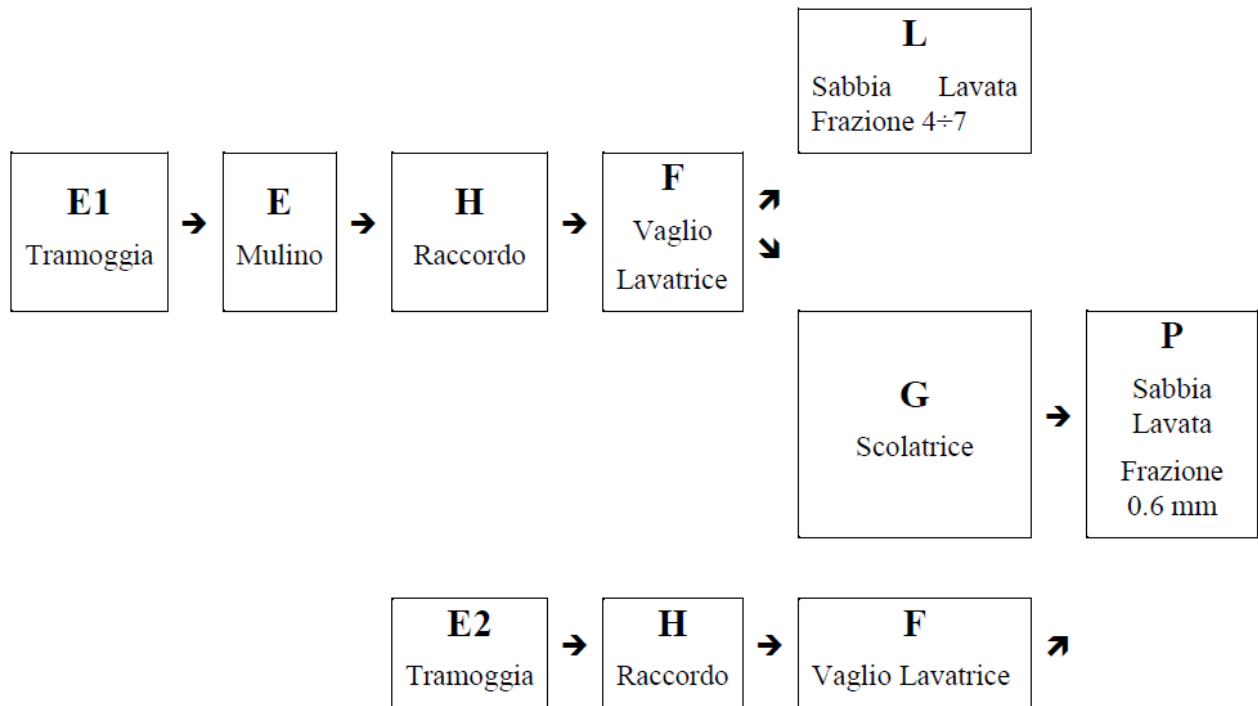 L
Sabbia Lavata
Frazione 4÷7
E1
Tramoggia
E
Mulino
H
Raccordo
F
Vaglio
Lavatrice
G
Scolatrice
P
Sabbia
Lavata
Frazione
0.6 mm
E2
Tramoggia
H
Raccordo
F
Vaglio Lavatrice